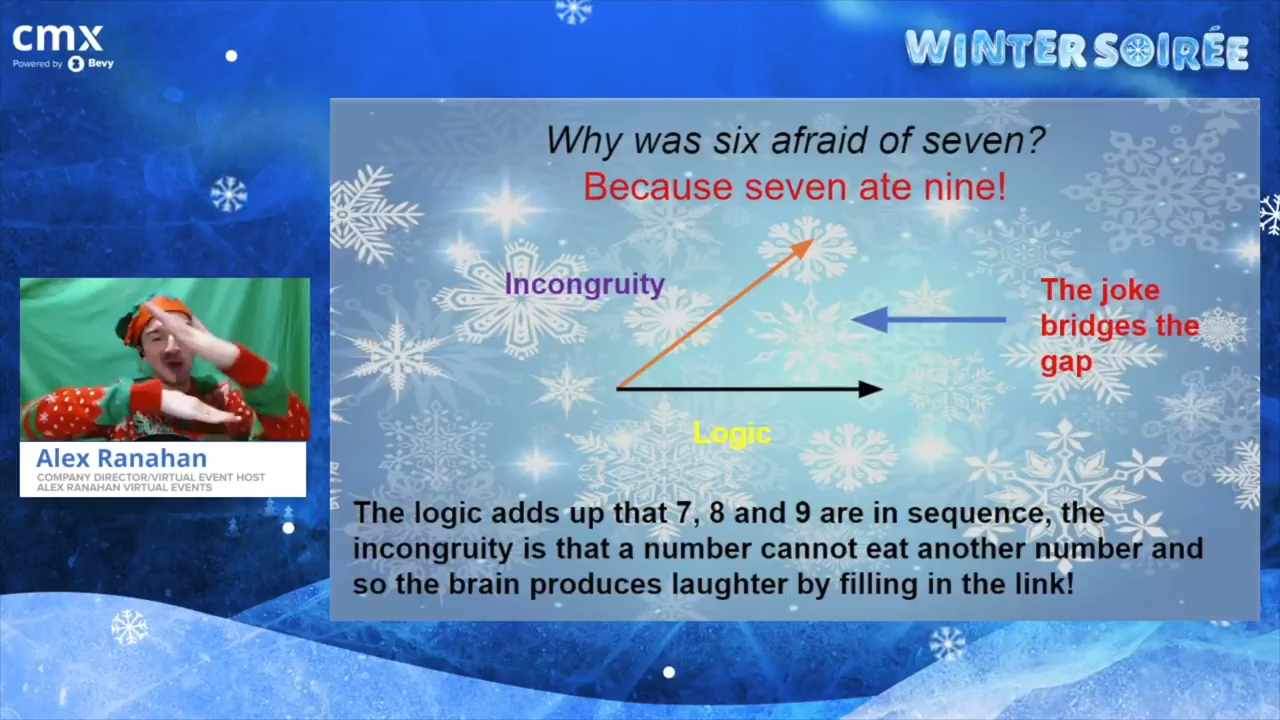 cmx
Powered by Bevy
WINTER SOIRÉE
Why was six afraid of seven?
Because seven ate nine!
Incongruity
The joke
bridges the
gap
Logic
The logic adds up that 7, 8 and 9 are in sequence, the
incongruity is that a number cannot eat another number and
so the brain produces laughter by filling in the link!
Alex Ranahan
COMPANY DIRECTOR/VIRTUAL EVENT HOST
ALEX RANAHAN VIRTUAL EVENTS